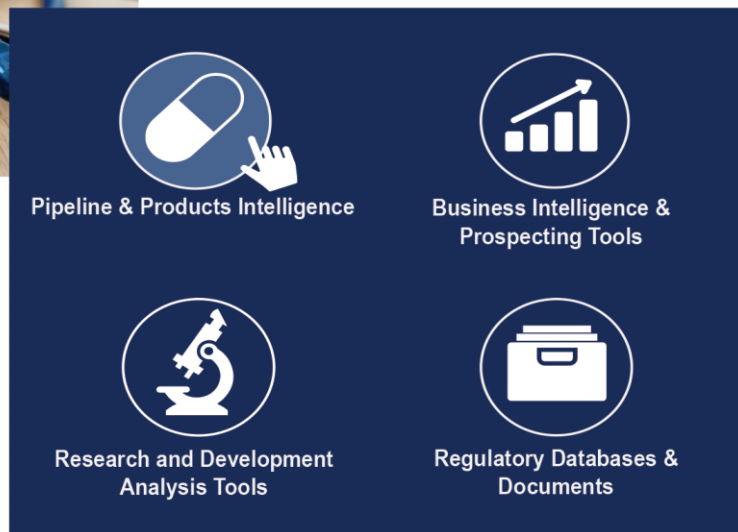 Pipeline & Products Intelligence
Business Intelligence &
Prospecting Tools
Research and Development
Analysis Tools
Regulatory Databases &
Documents